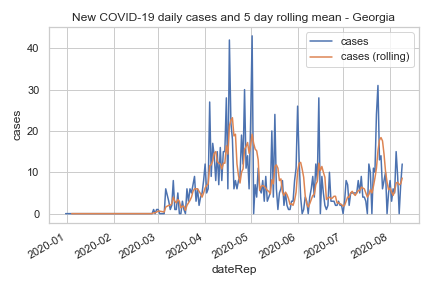 New COVID-19 daily cases and 5 day rolling mean - Georgia
cases
cases (rolling)
40
30
20
10
0
cases
2020-01
2020-02
2020-03
2020-04
2020-05
2020-06
2020-07
2020-08
dateRep